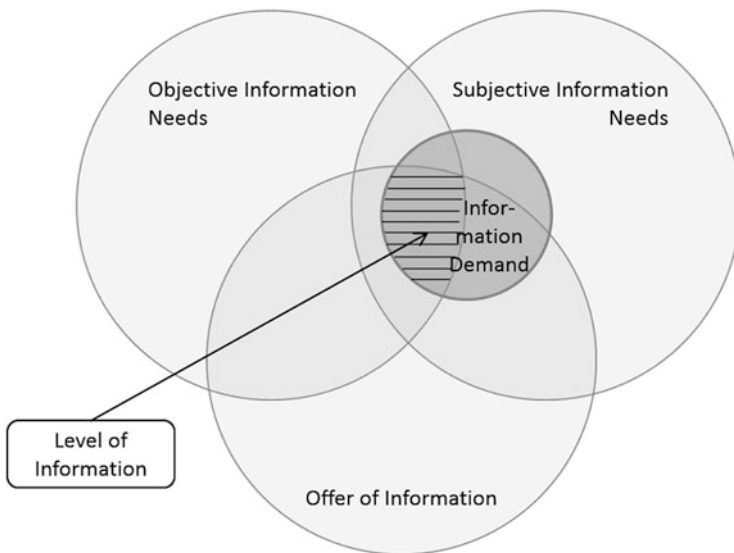 Objective Information
Needs
Subjective Information
Needs
Infor-
mation
Demand
Level of
Information
Offer of Information